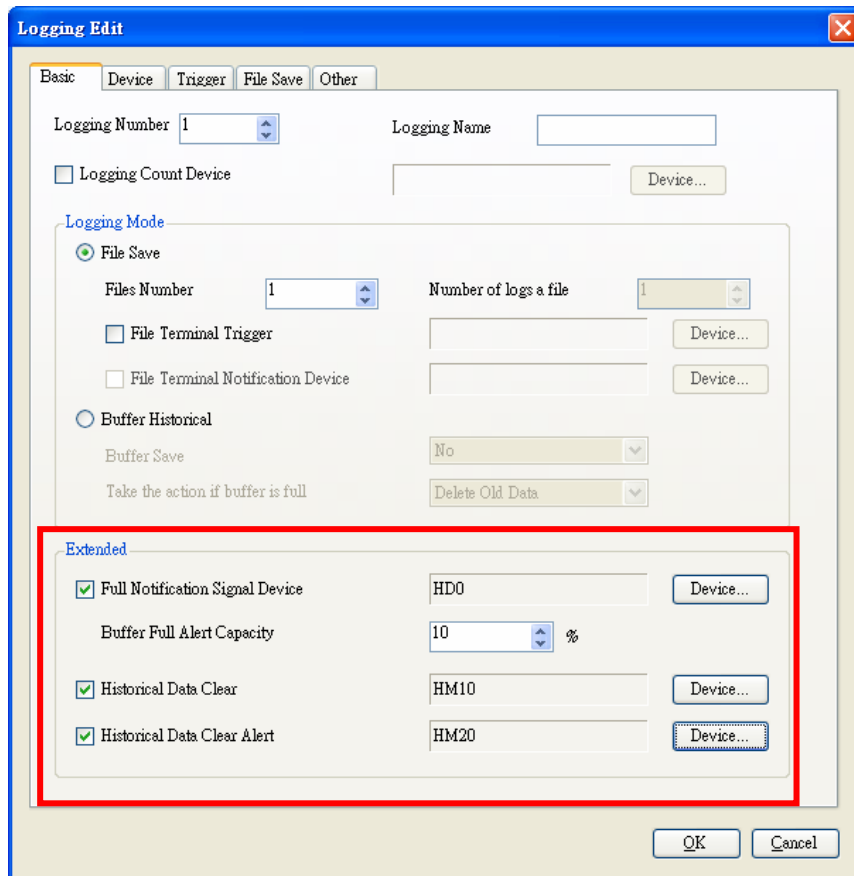 Logging Edit
Basic Device Trigger File Save Other
Logging Number 1 Logging Name
Logging Count Device Device...
Logging Mode
File Save
Files Number 1 Number of logs a file 1
File Terminal Trigger Device...
File Terminal Notification Device Device...
Buffer Historical
Buffer Save No
Take the action if buffer is full Delete Old Data
Extended
Full Notification Signal Device HD0 Device...
Buffer Full Alert Capacity 10 %
Historical Data Clear HM10 Device...
Historical Data Clear Alert HM20 Device...
OK Cancel